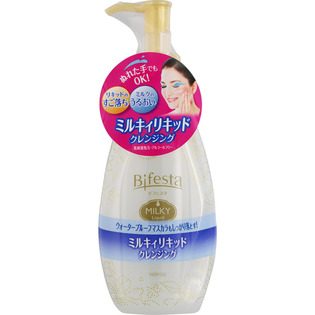 ぬれた手でも
OK!
リキッドの
すご落ち
ミルクの
うるおい
ミルキィリキッド
クレンジング
Bifesta
ビフェスタ
MILKY
Liquid
ウォータープルーフマスカラもしっかり落とす!
ミルキィリキッド
クレンジング